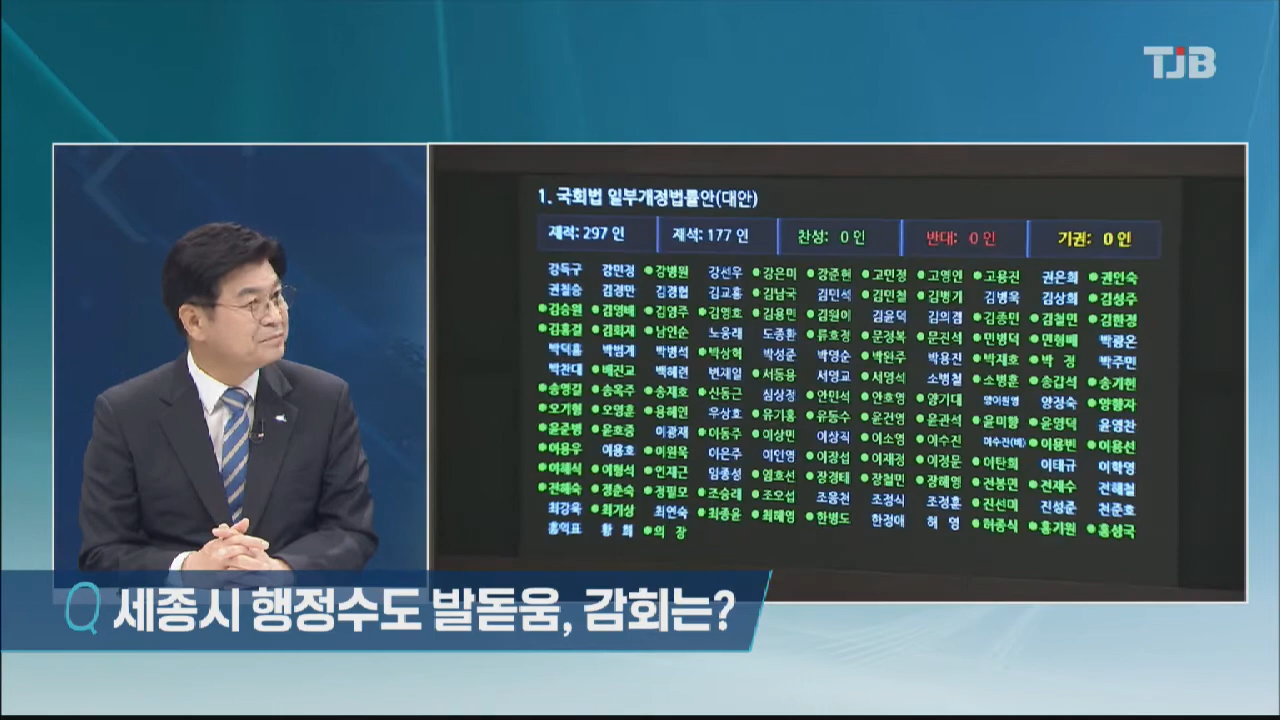 TJB
1. 국회법 일부개정법률안(대안)
재적: 297 인 재석: 177 인 찬성: 0 인 반대: 0 인 기권: 0 인
강득구 강민정 강병원 강선우 강은미 강준현 고민정 고영인 고용진 권은희 권인숙
권칠승 김경만 김경협 김교흥 김남국 김민석 김민철 김병기 김병욱 김상희 김성주
김승원 김영배 김영주 김영호 김용민 김원이 김윤덕 김의겸 김종민 김철민 김한정
김홍걸 김회재 남인순 노웅래 도종환 류호정 문정복 문진석 민병덕 민형배 박광온
박덕흠 박범계 박병석 박상혁 박성준 박영순 박완주 박용진 박재호 박 정 박주민
박찬대 배진교 백혜련 변재일 서동용 서영교 서영석 소병철 소병훈 송갑석 송기헌
송영길 송옥주 송재호 신동근 심상정 안민석 안호영 양기대 양이원영 양정숙 양향자
오기형 오영훈 용혜인 우상호 유기홍 유동수 윤건영 윤관석 윤미향 윤영덕 윤영찬
윤준병 윤호중 이광재 이동주 이상민 이상직 이소영 이수진 이수진(비) 이용빈 이용선
이용우 이용호 이원욱 이은주 이인영 이장섭 이재정 이정문 이탄희 이태규 이학영
이해식 이형석 인재근 임종성 임호선 장경태 장철민 장혜영 전봉민 전재수 전해철
전혜숙 정춘숙 정필모 조승래 조오섭 조응천 조정식 조정훈 진선미 진성준 천준호
최강욱 최기상 최연숙 최종윤 최혜영 한병도 한정애 허 영 허종식 홍기원 홍성국
홍익표 황 희 의 장
Q 세종시 행정수도 발돋움, 감회는?